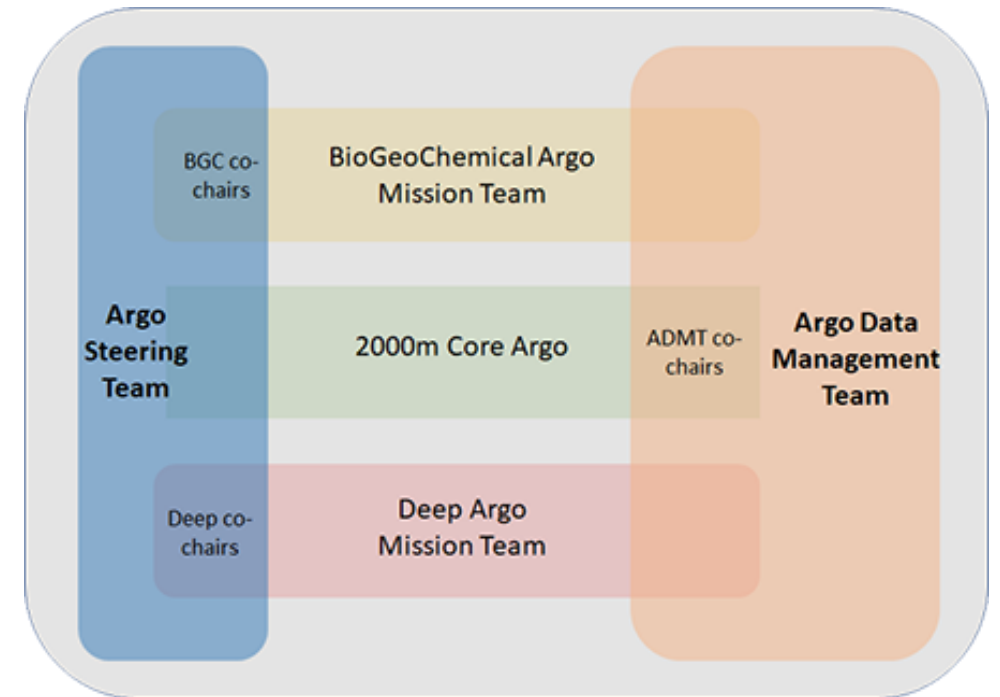 BGC co-
chairs
BioGeoChemical Argo
Mission Team
Argo
Steering
Team
2000m Core Argo
ADMT co-
chairs
Argo Data
Management
Team
Deep co-
chairs
Deep Argo
Mission Team